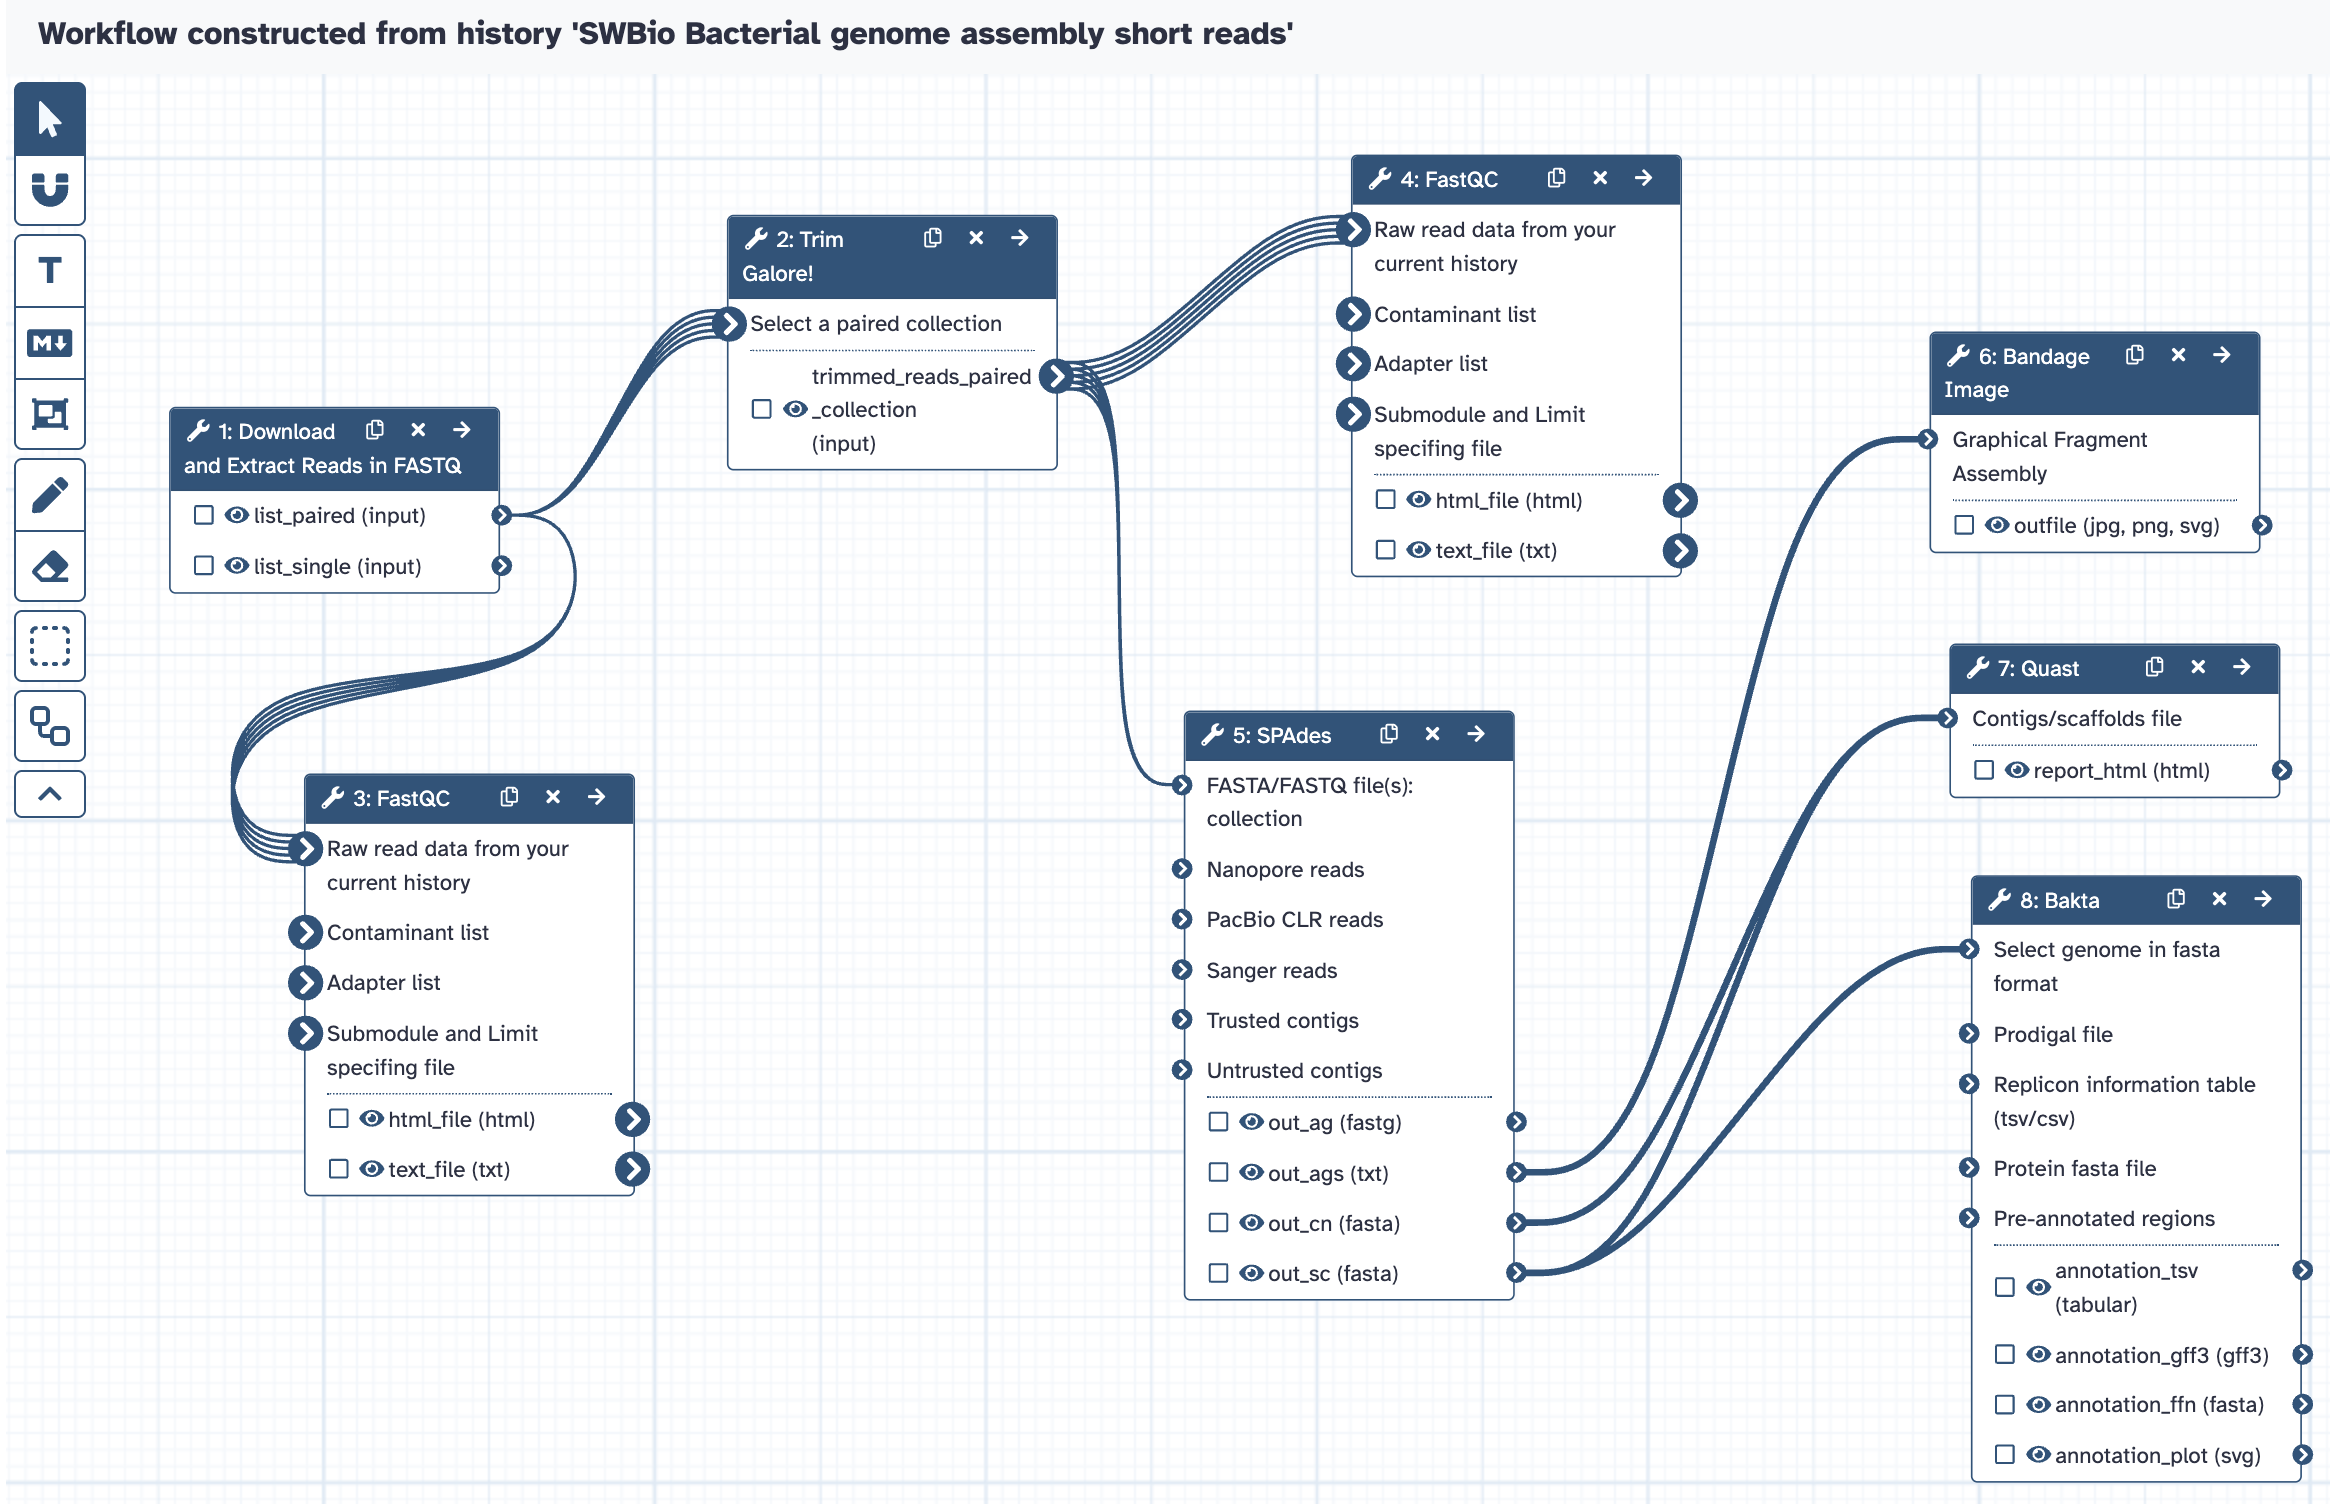 Workflow constructed from history 'SWBio Bacterial genome assembly short reads'
T
M
1: Download
and Extract Reads in FASTQ
list_paired (input)
list_single (input)
2: Trim
Galore!
Select a paired collection
trimmed_reads_paired
_collection
(input)
3: FastQC
Raw read data from your
current history
Contaminant list
Adapter list
Submodule and Limit
specifing file
html_file (html)
text_file (txt)
4: FastQC
Raw read data from your
current history
Contaminant list
Adapter list
Submodule and Limit
specifing file
html_file (html)
text_file (txt)
5: SPAdes
FASTA/FASTQ file(s):
collection
Nanopore reads
PacBio CLR reads
Sanger reads
Trusted contigs
Untrusted contigs
out_ag (fastg)
out_ags (txt)
out_cn (fasta)
out_sc (fasta)
6: Bandage
Image
Graphical Fragment
Assembly
outfile (jpg, png, svg)
7: Quast
Contigs/scaffolds file
report_html (html)
8: Bakta
Select genome in fasta
format
Prodigal file
Replicon information table
(tsv/csv)
Protein fasta file
Pre-annotated regions
annotation_tsv
(tabular)
annotation_gff3 (gff3)
annotation_ffn (fasta)
annotation_plot (svg)